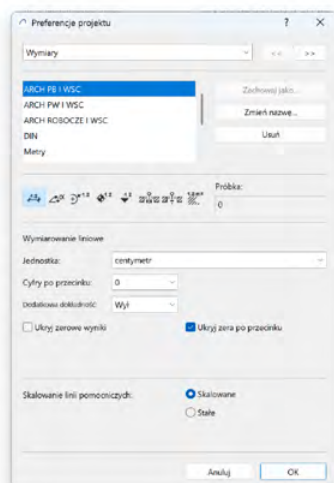 Preferencje projektu
Wymiary
<< >>
ARCH PB I WSC
ARCH PW I WSC
ARCH ROBOCZE I WSC
DIN
Metry
Zachowaj jako...
Zmień nazwę...
Usuń
Próbka:
0
Wymiarowanie liniowe
Jednostka: centymetr
Cyfry po przecinku: 0
Dodatkowa dokładność: Wył
Ukryj zerowe wyniki
Ukryj zera po przecinku
Skalowanie linii pomocniczych:
Skalowane
Stałe
Anuluj OK